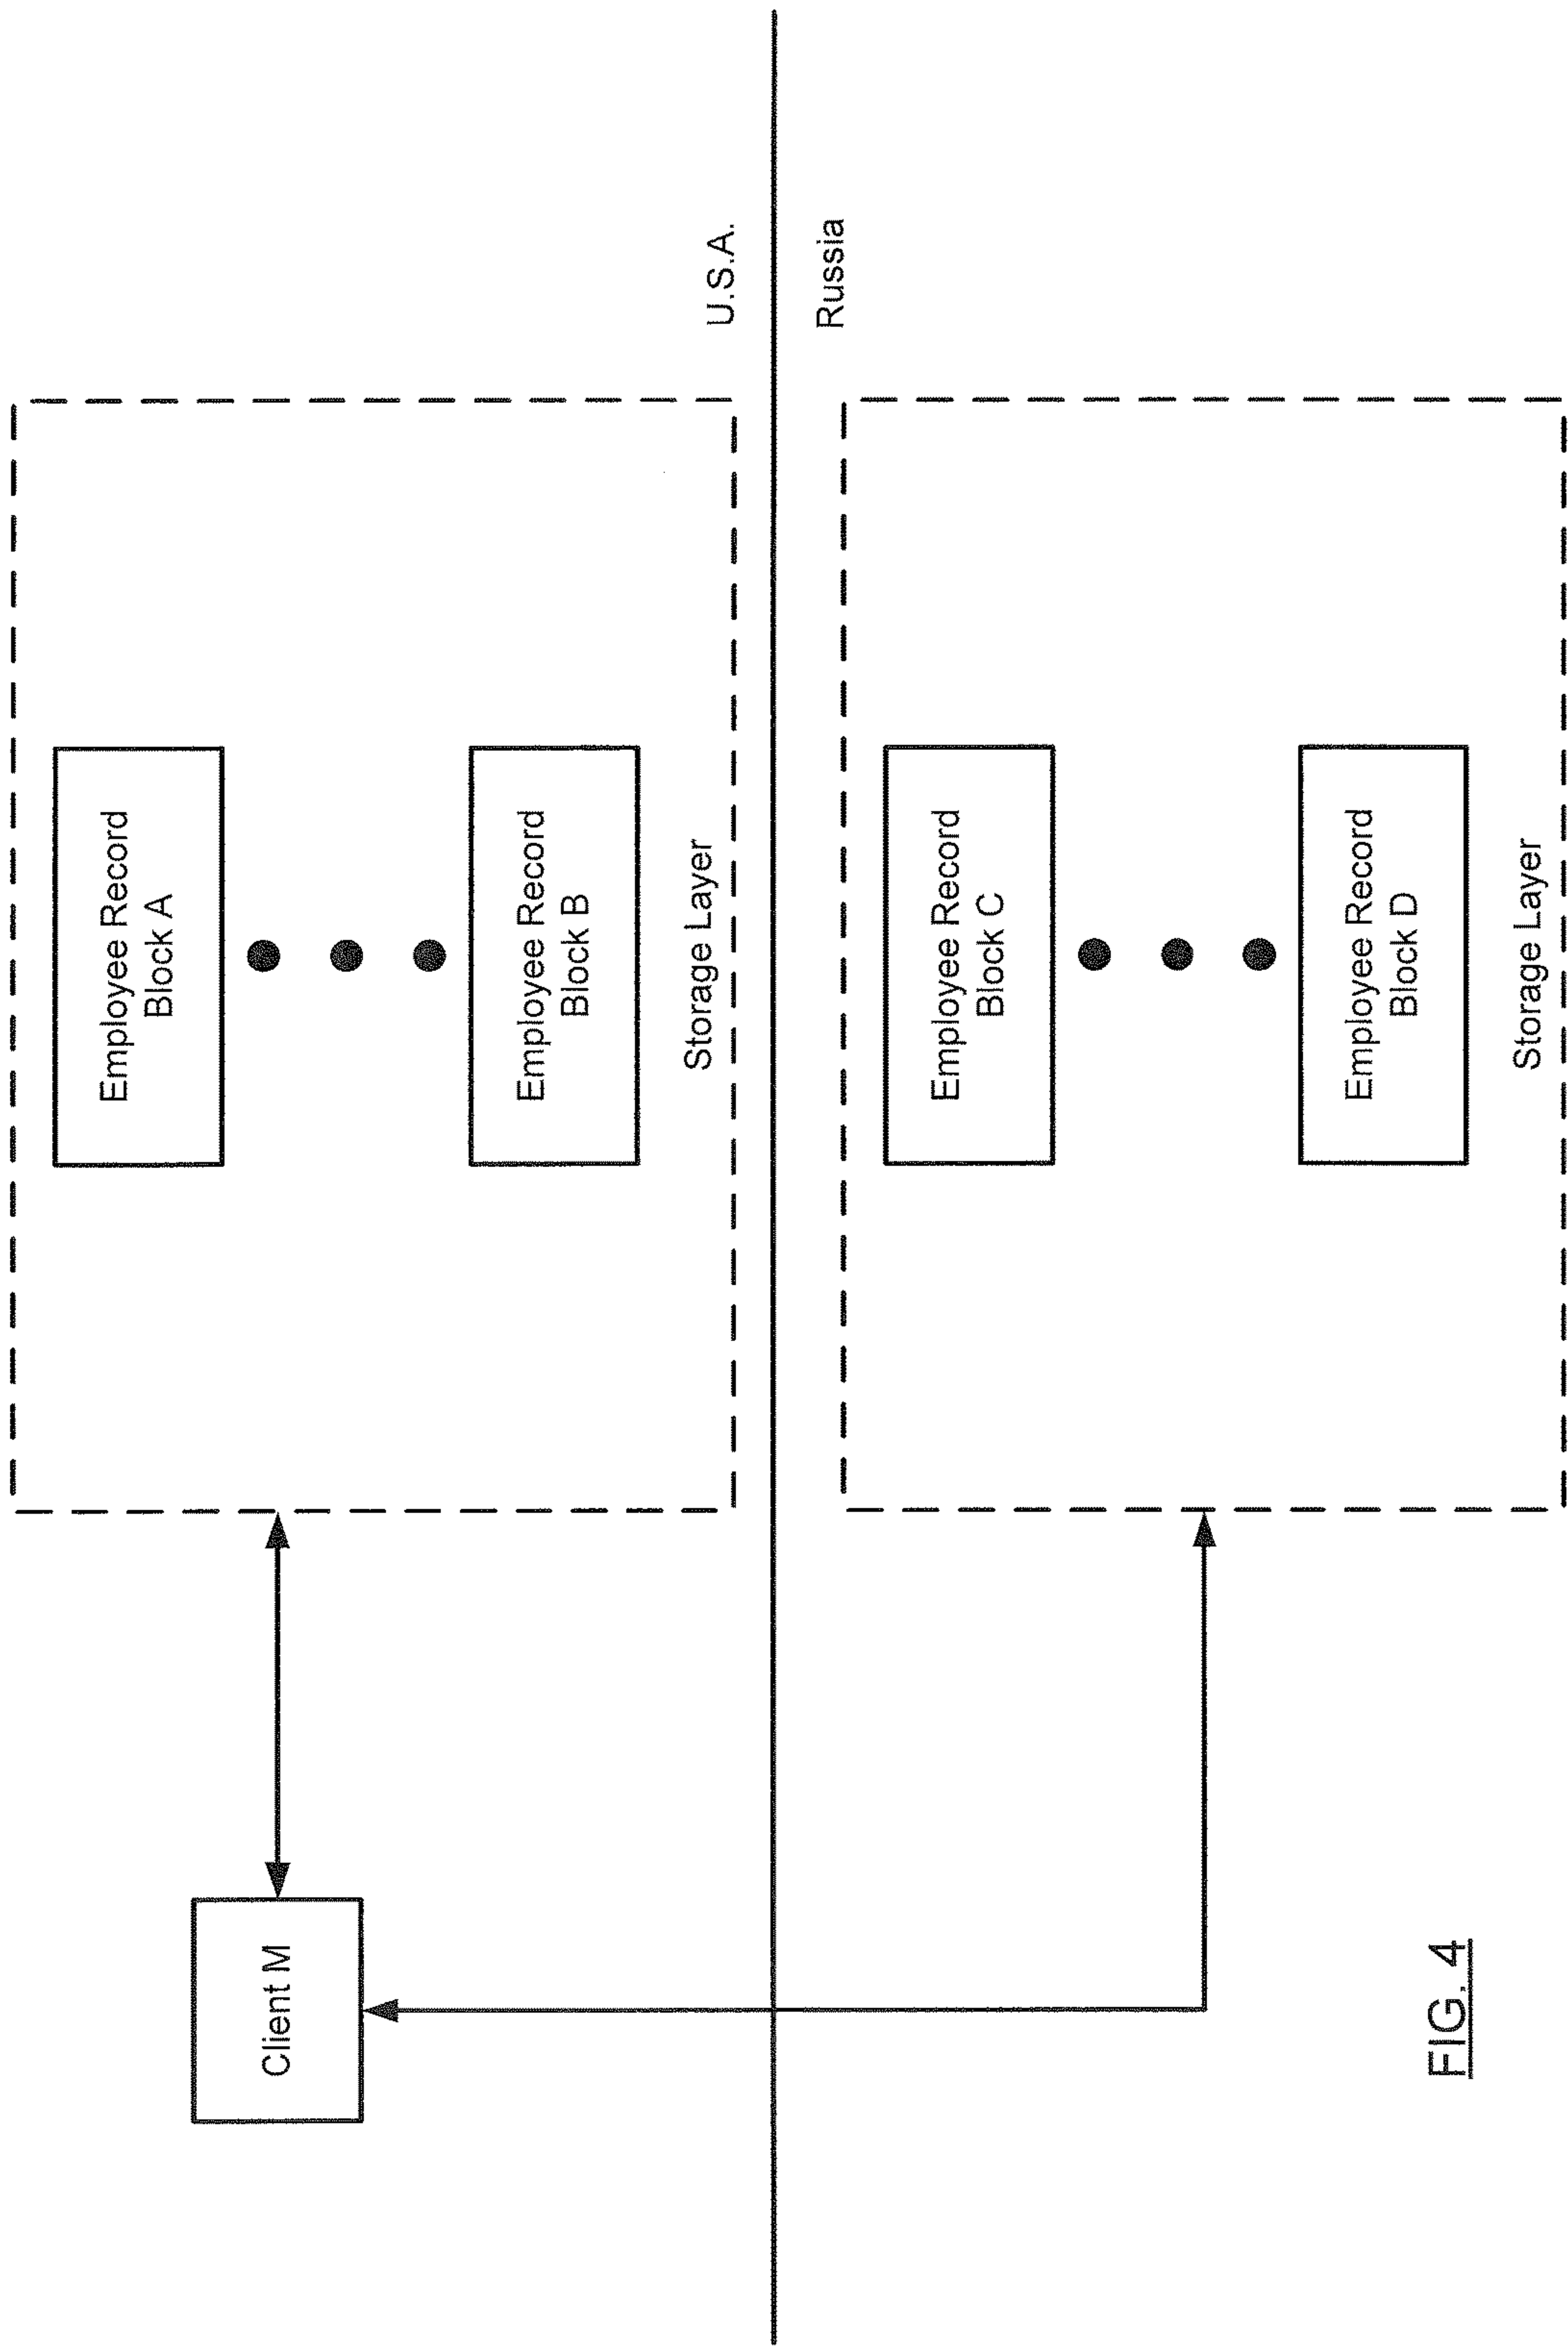 Employee Record
Block A
Employee Record
Block B
Storage Layer
Client M
U.S.A.
Russia
Employee Record
Block C
Employee Record
Block D
Storage Layer
FIG. 4